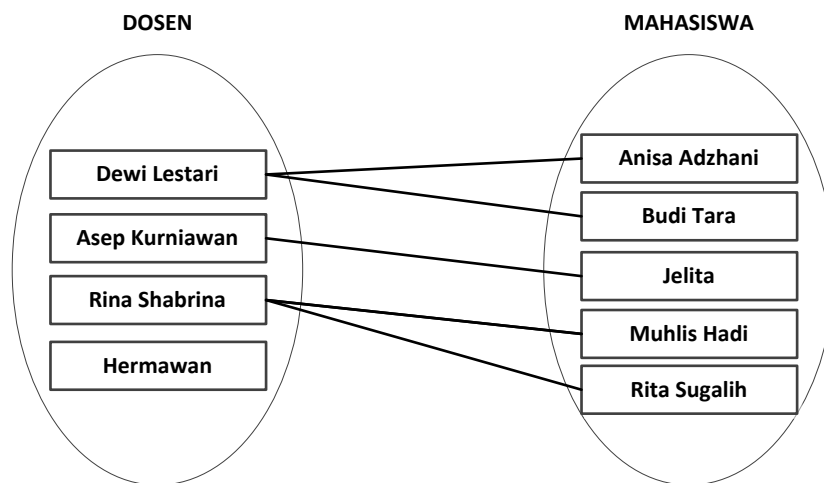 DOSEN
MAHASISWA
Dewi Lestari
Asep Kurniawan
Rina Shabrina
Hermawan
Anisa Adzhani
Budi Tara
Jelita
Muhlis Hadi
Rita Sugalih